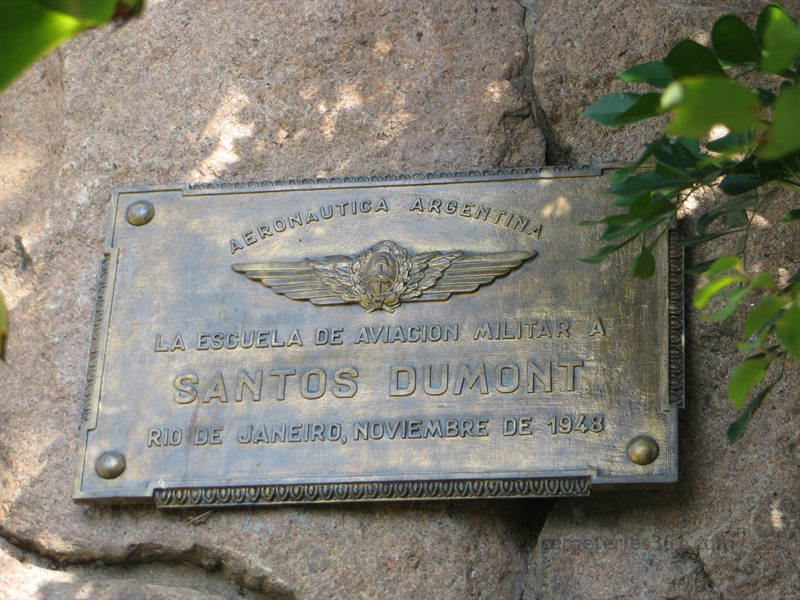 AERONAUTICA ARGENTINA
LA ESCUELA DE AVIACION MILITAR A
SANTOS DUMONT
RIO DE JANEIRO, NOVIEMBRE DE 1948